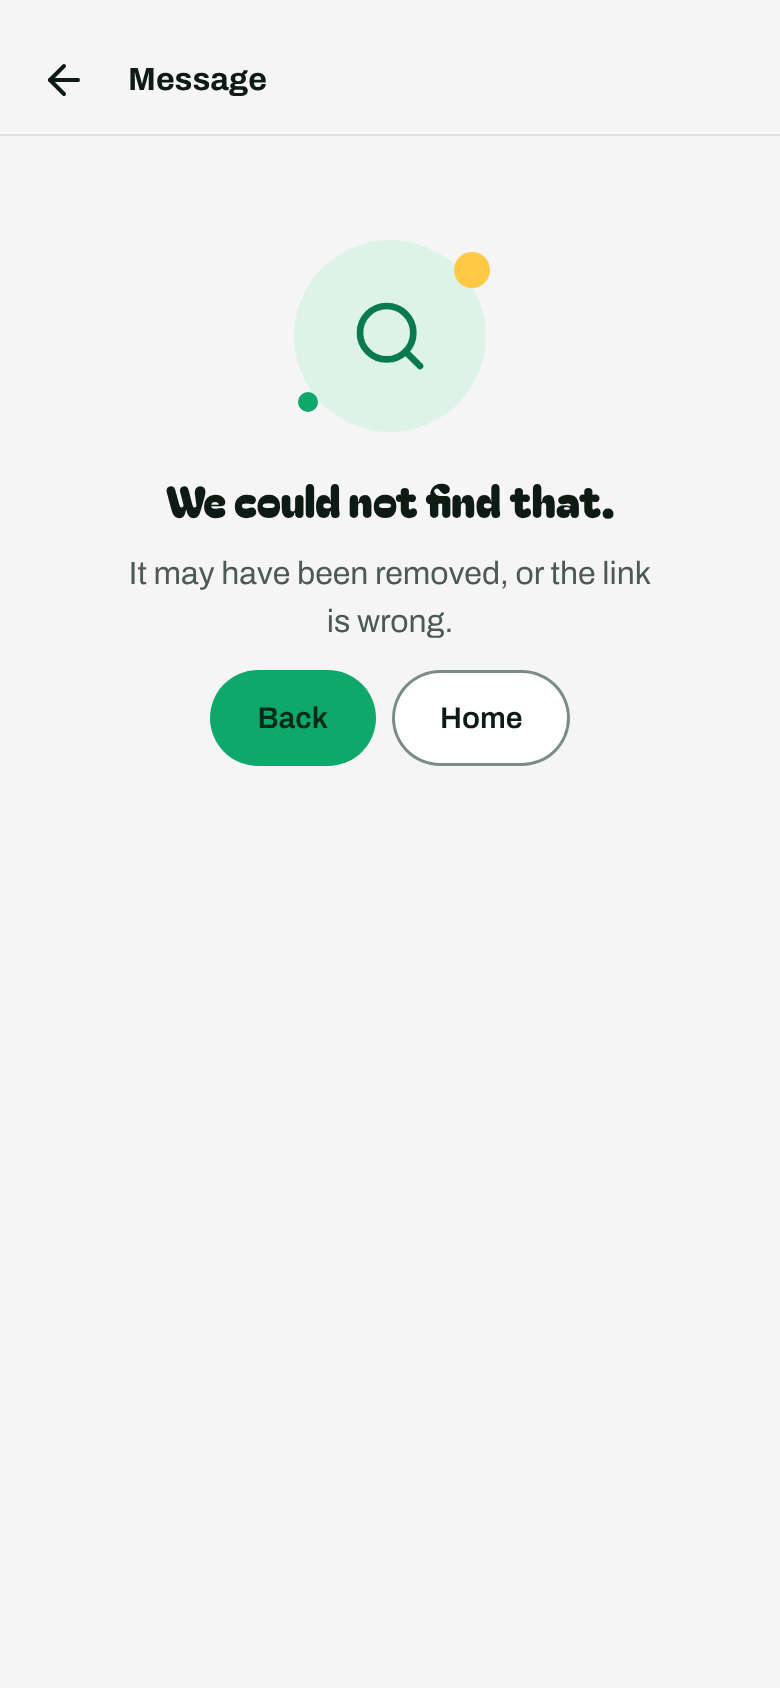 Message
We could not find that.
It may have been removed, or the link
is wrong.
Back
Home